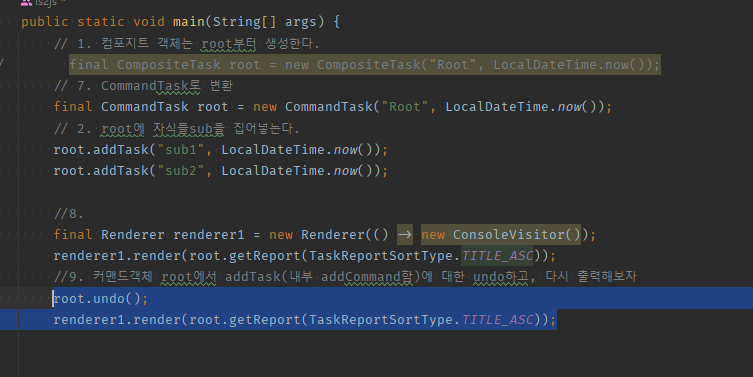 is2js
public static void main(String[] args) {
// 1. 컴포지트 객체는 root부터 생성한다.
final CompositeTask root = new CompositeTask("Root", LocalDateTime.now());
// 7. CommandTask로 변환
final CommandTask root = new CommandTask("Root", LocalDateTime.now());
// 2. root에 자식들sub을 집어넣는다.
root.addTask("sub1", LocalDateTime.now());
root.addTask("sub2", LocalDateTime.now());
//8.
final Renderer renderer1 = new Renderer(() → new ConsoleVisitor());
renderer1.render(root.getReport(TaskReportSortType.TITLE_ASC));
//9. 커맨드객체 root에서 addTask(내부 addCommand함)에 대한 undo하고, 다시 출력해보자
root.undo();
renderer1.render(root.getReport(TaskReportSortType.TITLE_ASC));